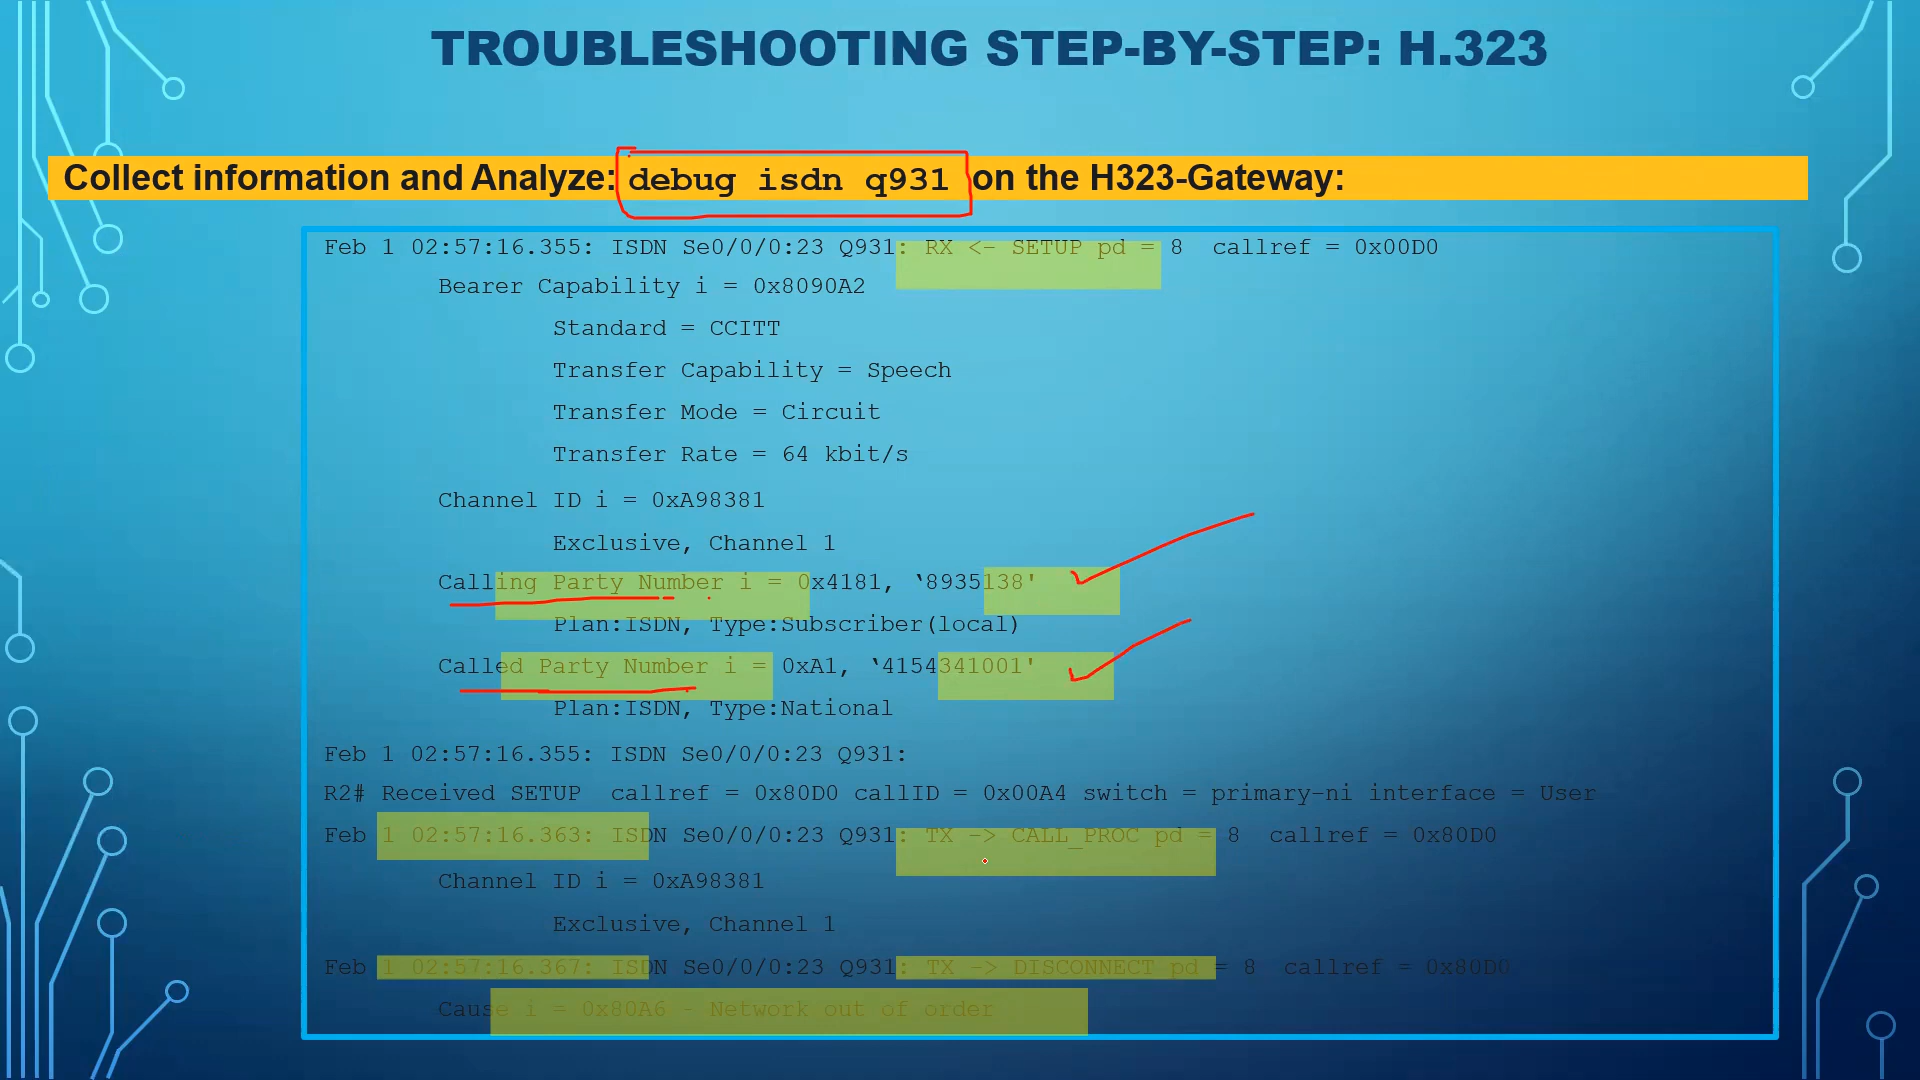 TROUBLESHOOTING STEP-BY-STEP: H.323
Collect information and Analyze: debug isdn q931 on the H323-Gateway:
Feb 1 02:57:16.355: ISDN Se0/0/0:23 Q931: RX <- SETUP pd = 8 callref = 0x00D0
Bearer Capability i = 0x8090A2
Standard = CCITT
Transfer Capability = Speech
Transfer Mode = Circuit
Transfer Rate = 64 kbit/s
Channel ID i = 0xA98381
Exclusive, Channel 1
Calling Party Number i = 0x4181, ‘8935138'
Plan:ISDN, Type:Subscriber(local)
Called Party Number i = 0xA1, ‘4154341001'
Plan:ISDN, Type:National
Feb 1 02:57:16.355: ISDN Se0/0/0:23 Q931:
R2# Received SETUP callref = 0x80D0 callID = 0x00A4 switch = primary-ni interface = User
Feb 1 02:57:16.363: ISDN Se0/0/0:23 Q931: TX -> CALL_PROC pd = 8 callref = 0x80D0
Channel ID i = 0xA98381
Exclusive, Channel 1
Feb 1 02:57:16.367: ISDN Se0/0/0:23 Q931: TX -> DISCONNECT pd = 8 callref = 0x80D0
Cause i = 0x80A6 - Network out of order